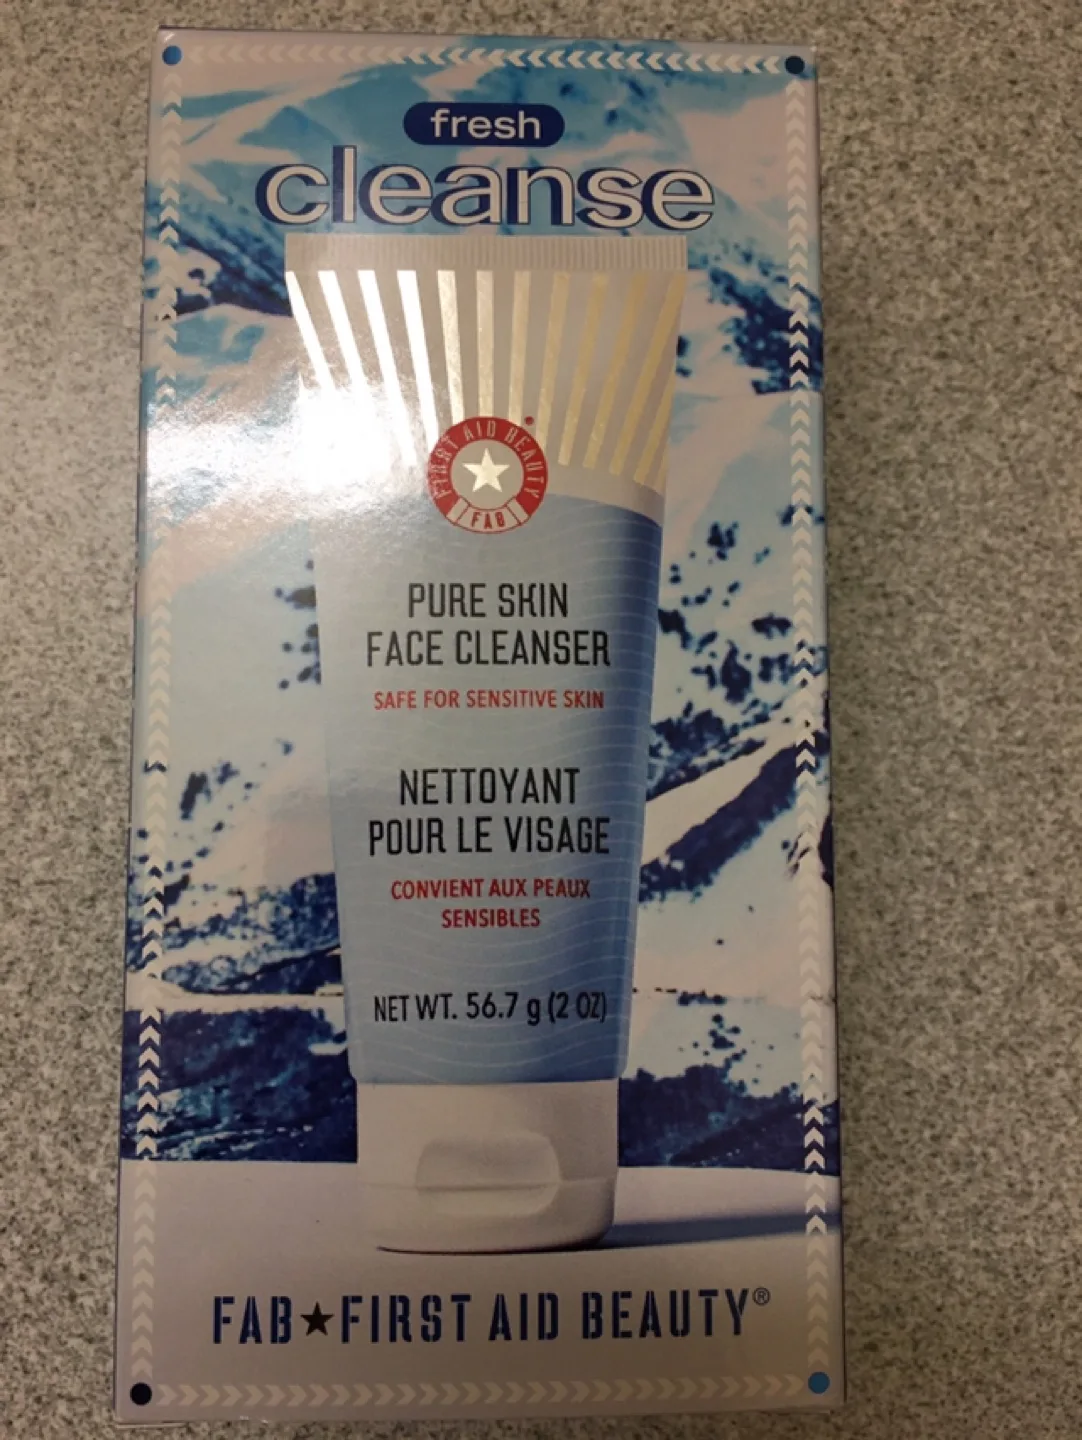 fresh
cleanse
FIRST AID BEAUTY
FAB
PURE SKIN
FACE CLEANSER
SAFE FOR SENSITIVE SKIN
NETTOYANT
POUR LE VISAGE
CONVIENT AUX PEAUX
SENSIBLES
NET WT. 56.7 g (2 OZ)
FAB★FIRST AID BEAUTY®